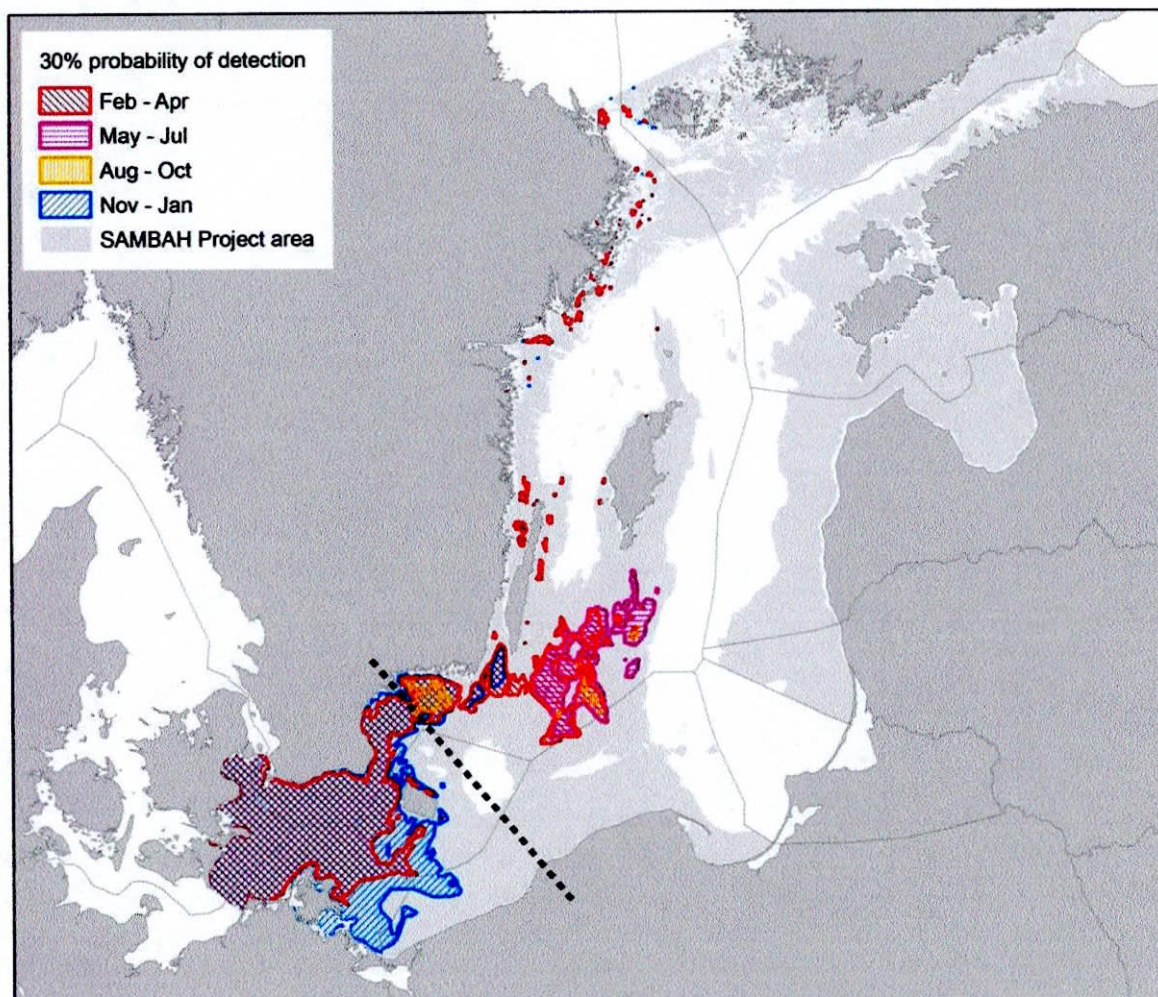 30% probability of detection
Feb - Apr
May - Jul
Aug - Oct
Nov - Jan
SAMBAH Project area